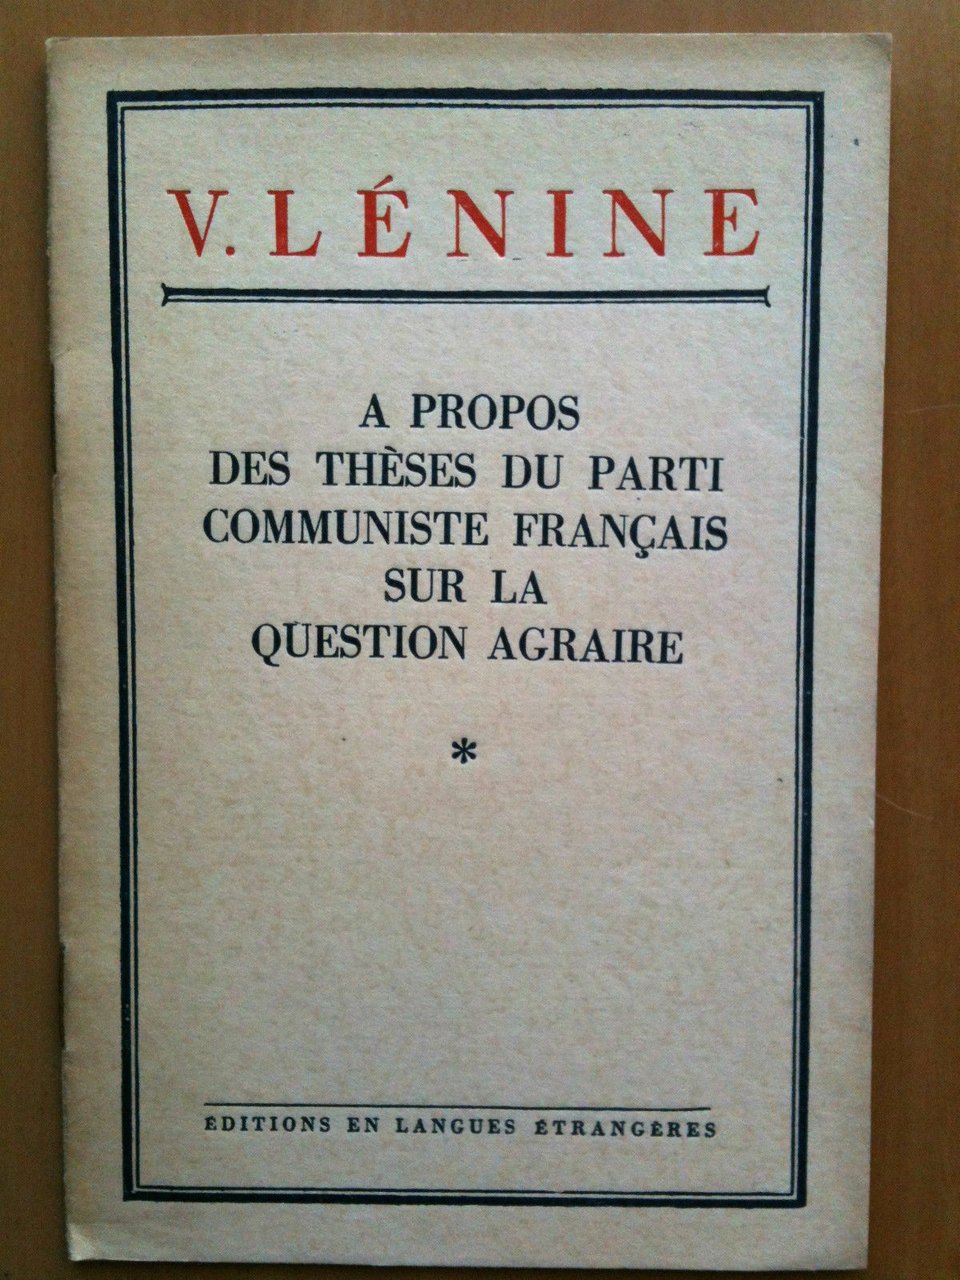 V. LÉNINE
A PROPOS
DES THÈSES DU PARTI
COMMUNISTE FRANÇAIS
SUR LA
QUESTION AGRAIRE
*
ÉDITIONS EN LANGUES ÉTRANGÈRES